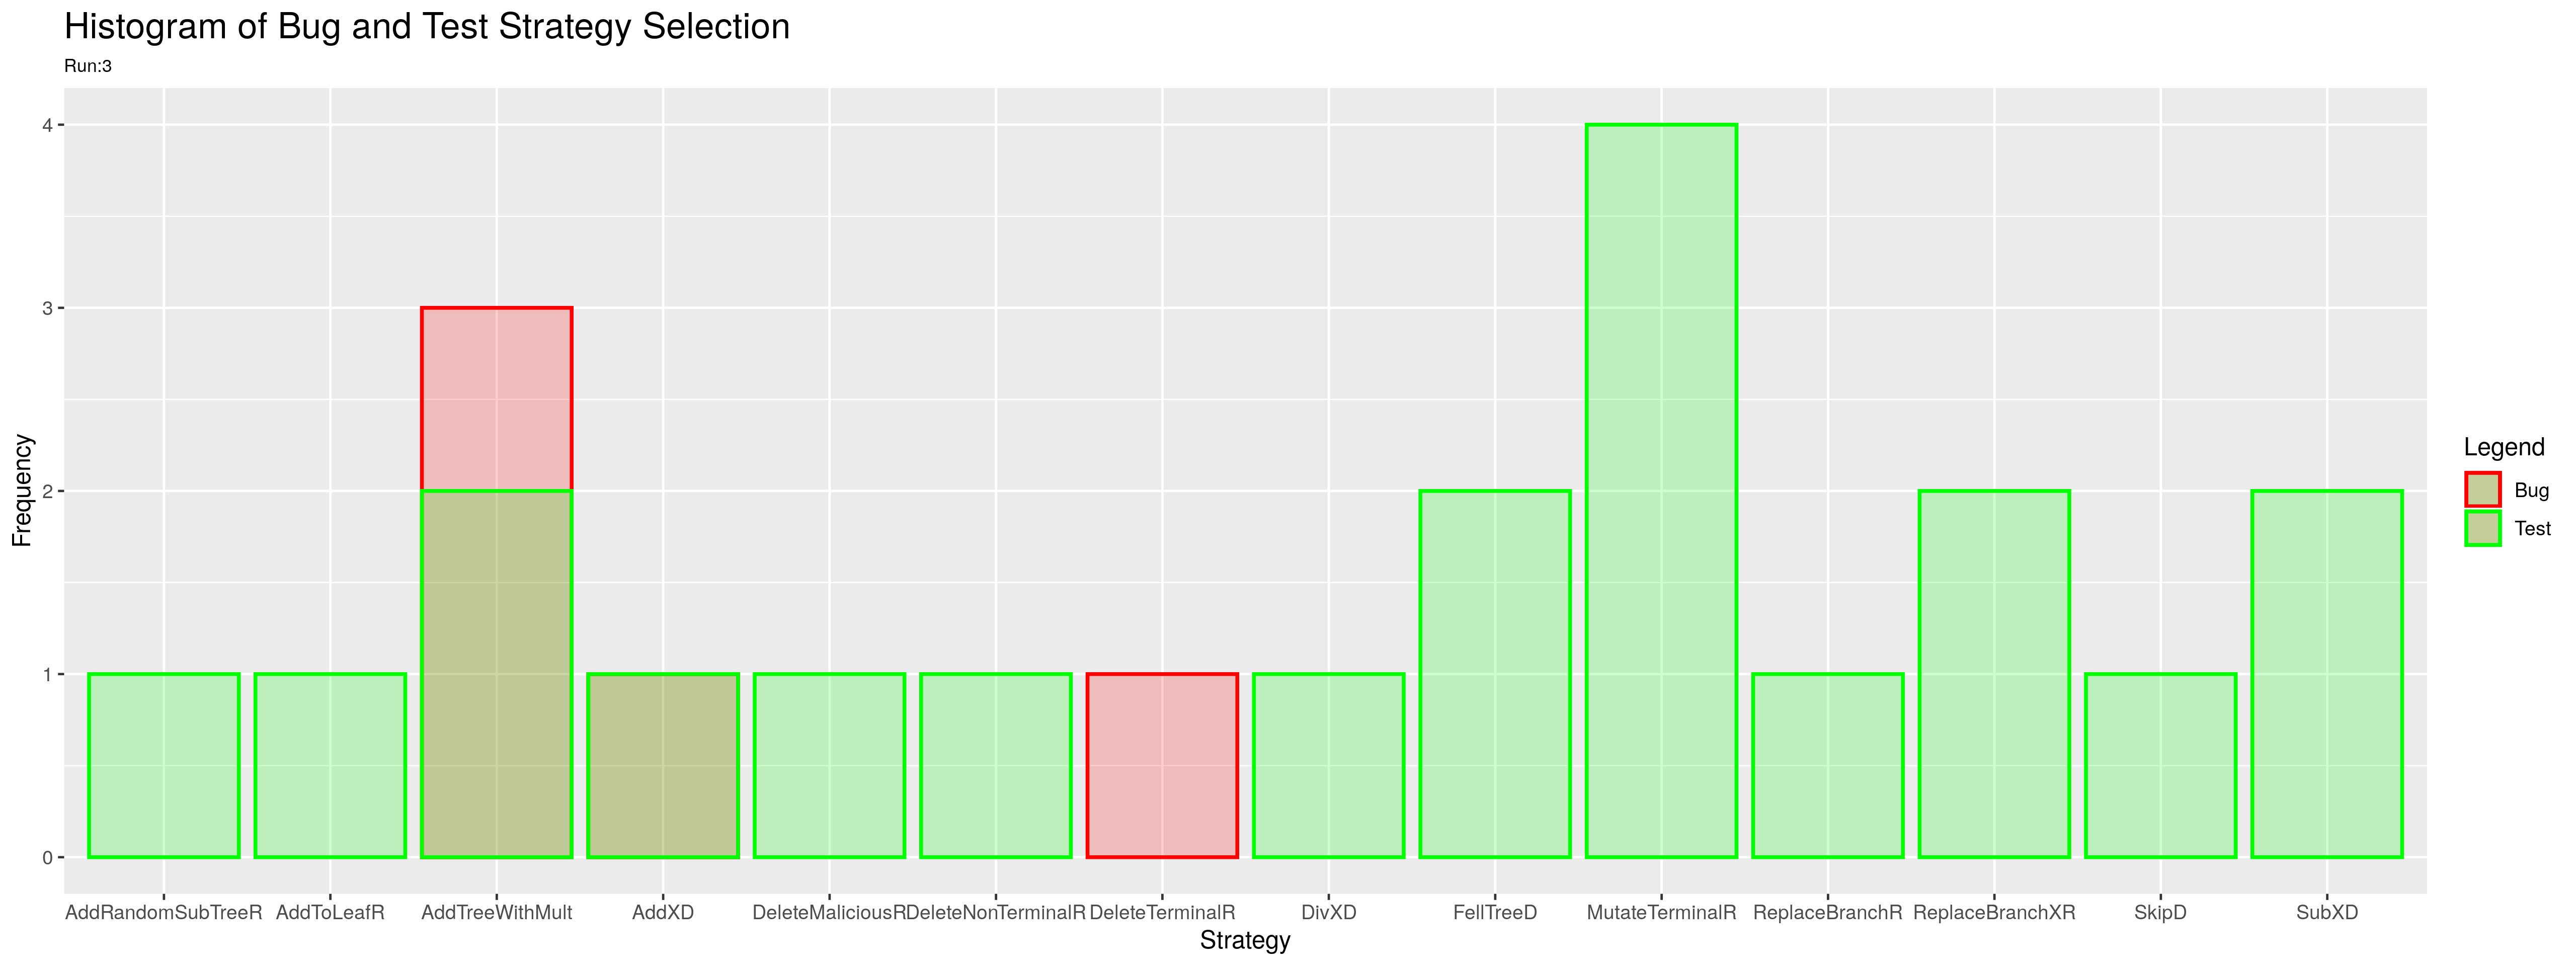 Histogram of Bug and Test Strategy Selection
Run:3
4
3
2
1
0
Frequency
AddRandomSubTreeR AddToLeafR AddTreeWithMult AddXD DeleteMaliciousR DeleteNonTerminalR DeleteTerminalR DivXD FellTreeD MutateTerminalR ReplaceBranchR ReplaceBranchXR SkipD SubXD
Strategy
Legend
Bug
Test